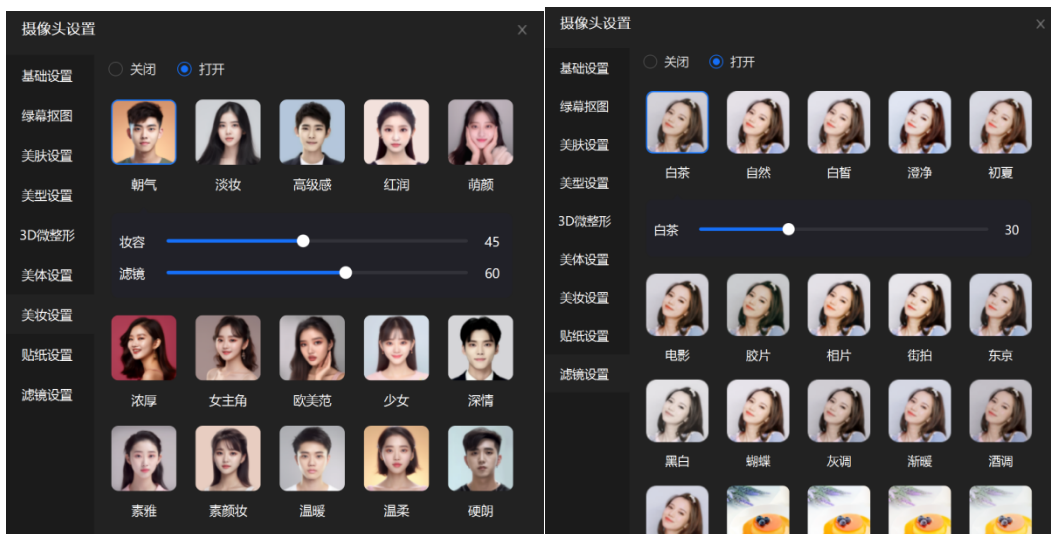 摄像头设置
基础设置
绿幕抠图
美肤设置
美型设置
3D微整形
美体设置
美妆设置
贴纸设置
滤镜设置
关闭 打开
朝气 淡妆 高级感 红润 萌颜
妆容 45
滤镜 60
浓厚 女主角 欧美范 少女 深情
素雅 素颜妆 温暖 温柔 硬朗
摄像头设置
基础设置
绿幕抠图
美肤设置
美型设置
3D微整形
美体设置
美妆设置
贴纸设置
滤镜设置
关闭 打开
白茶 自然 白皙 澄净 初夏
白茶 30
电影 胶片 相片 街拍 东京
黑白 蝴蝶 灰调 渐暖 酒调